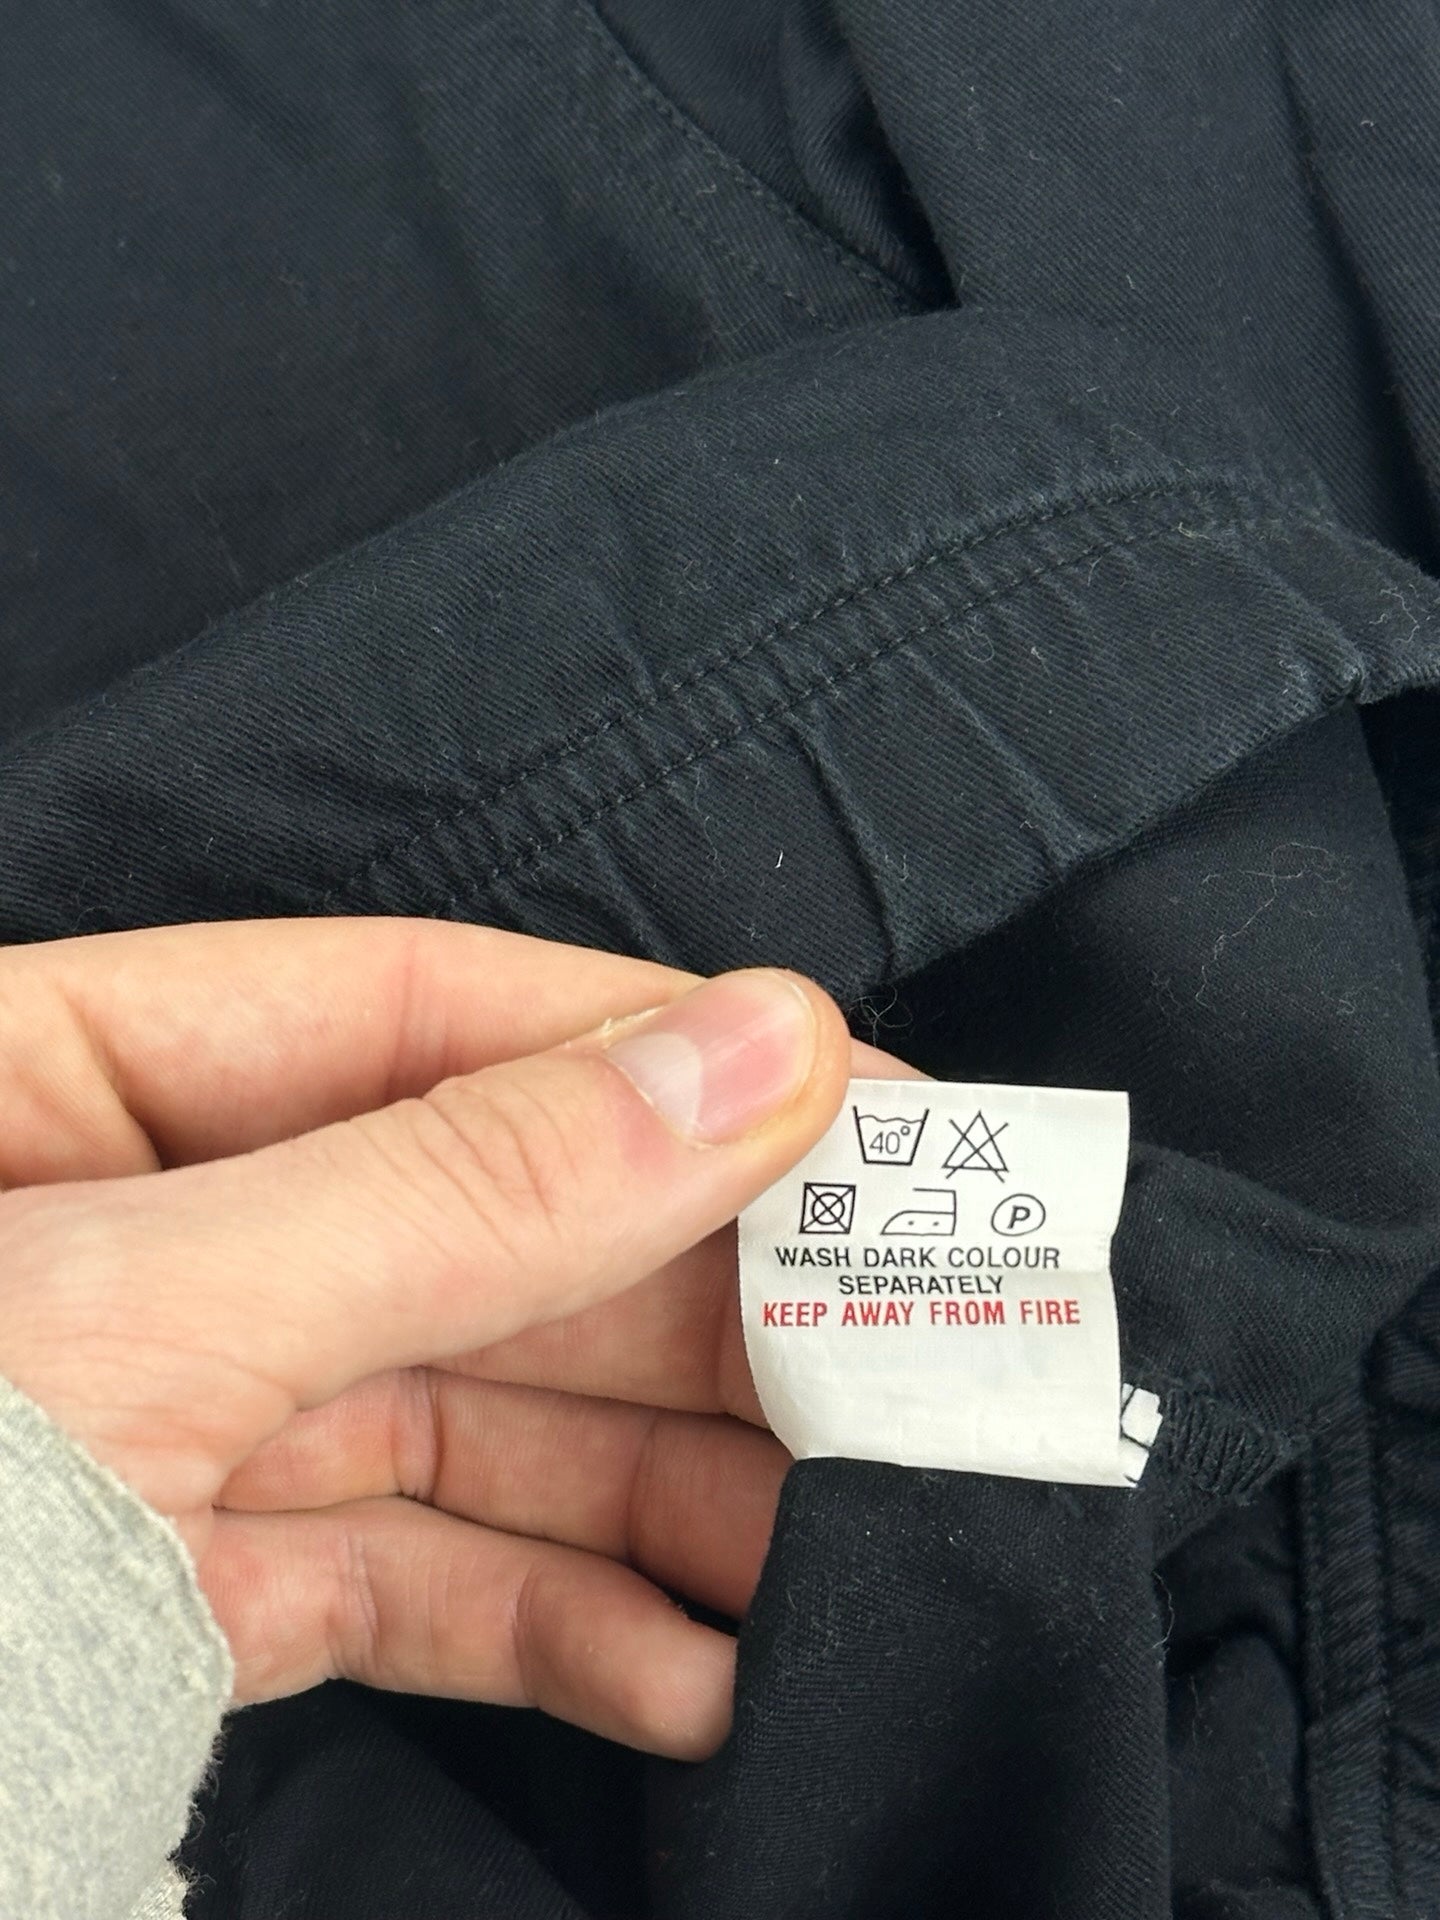 40°
P
WASH DARK COLOUR
SEPARATELY
KEEP AWAY FROM FIRE